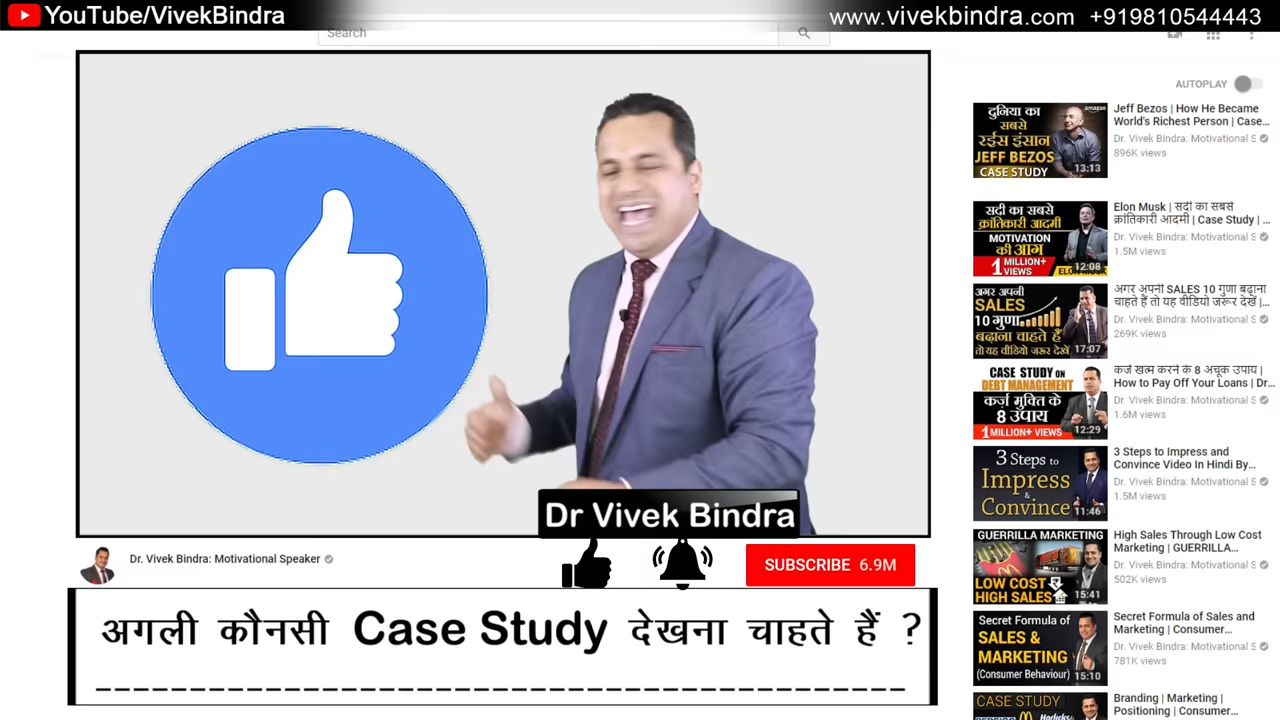 YouTube/VivekBindra
www.vivekbindra.com +919810544443
Search
AUTOPLAY
Dr Vivek Bindra
Dr. Vivek Bindra: Motivational Speaker
SUBSCRIBE 6.9M
अगली कौनसी Case Study देखना चाहते हैं ?
दुनिया का
सबसे
रईस इंसान
JEFF BEZOS
CASE STUDY
amazon
13:13
Jeff Bezos | How He Became
World's Richest Person | Case...
Dr. Vivek Bindra: Motivational S
896K views
सदी का सबसे
क्रांतिकारी आदमी
MOTIVATION
की आग
1 MILLION+
VIEWS
12:08
Elon Musk | सदी का सबसे
क्रांतिकारी आदमी | Case Study | ...
Dr. Vivek Bindra: Motivational S
1.5M views
अगर अपनी
SALES
10 गुणा
बढ़ाना चाहते हैं
तो यह वीडियो जरूर देखें
17:07
अगर अपनी SALES 10 गुणा बढ़ाना
चाहते हैं तो यह वीडियो जरूर देखें |...
Dr. Vivek Bindra: Motivational S
269K views
CASE STUDY ON
DEBT MANAGEMENT
कर्ज़ मुक्ति के
8 उपाय
1 MILLION+ VIEWS
12:29
कर्ज खत्म करने के 8 अचूक उपाय |
How to Pay Off Your Loans | Dr...
Dr. Vivek Bindra: Motivational S
1.6M views
3 Steps to
Impress
&
Convince
11:46
3 Steps to Impress and
Convince Video In Hindi By...
Dr. Vivek Bindra: Motivational S
1.5M views
GUERRILLA MARKETING
LOW COST
HIGH SALES
15:41
High Sales Through Low Cost
Marketing | GUERRILLA...
Dr. Vivek Bindra: Motivational S
502K views
Secret Formula of
SALES &
MARKETING
(Consumer Behaviour)
15:10
Secret Formula of Sales and
Marketing | Consumer...
Dr. Vivek Bindra: Motivational S
781K views
CASE STUDY
Horlicks
Branding | Marketing |
Positioning | Consumer...